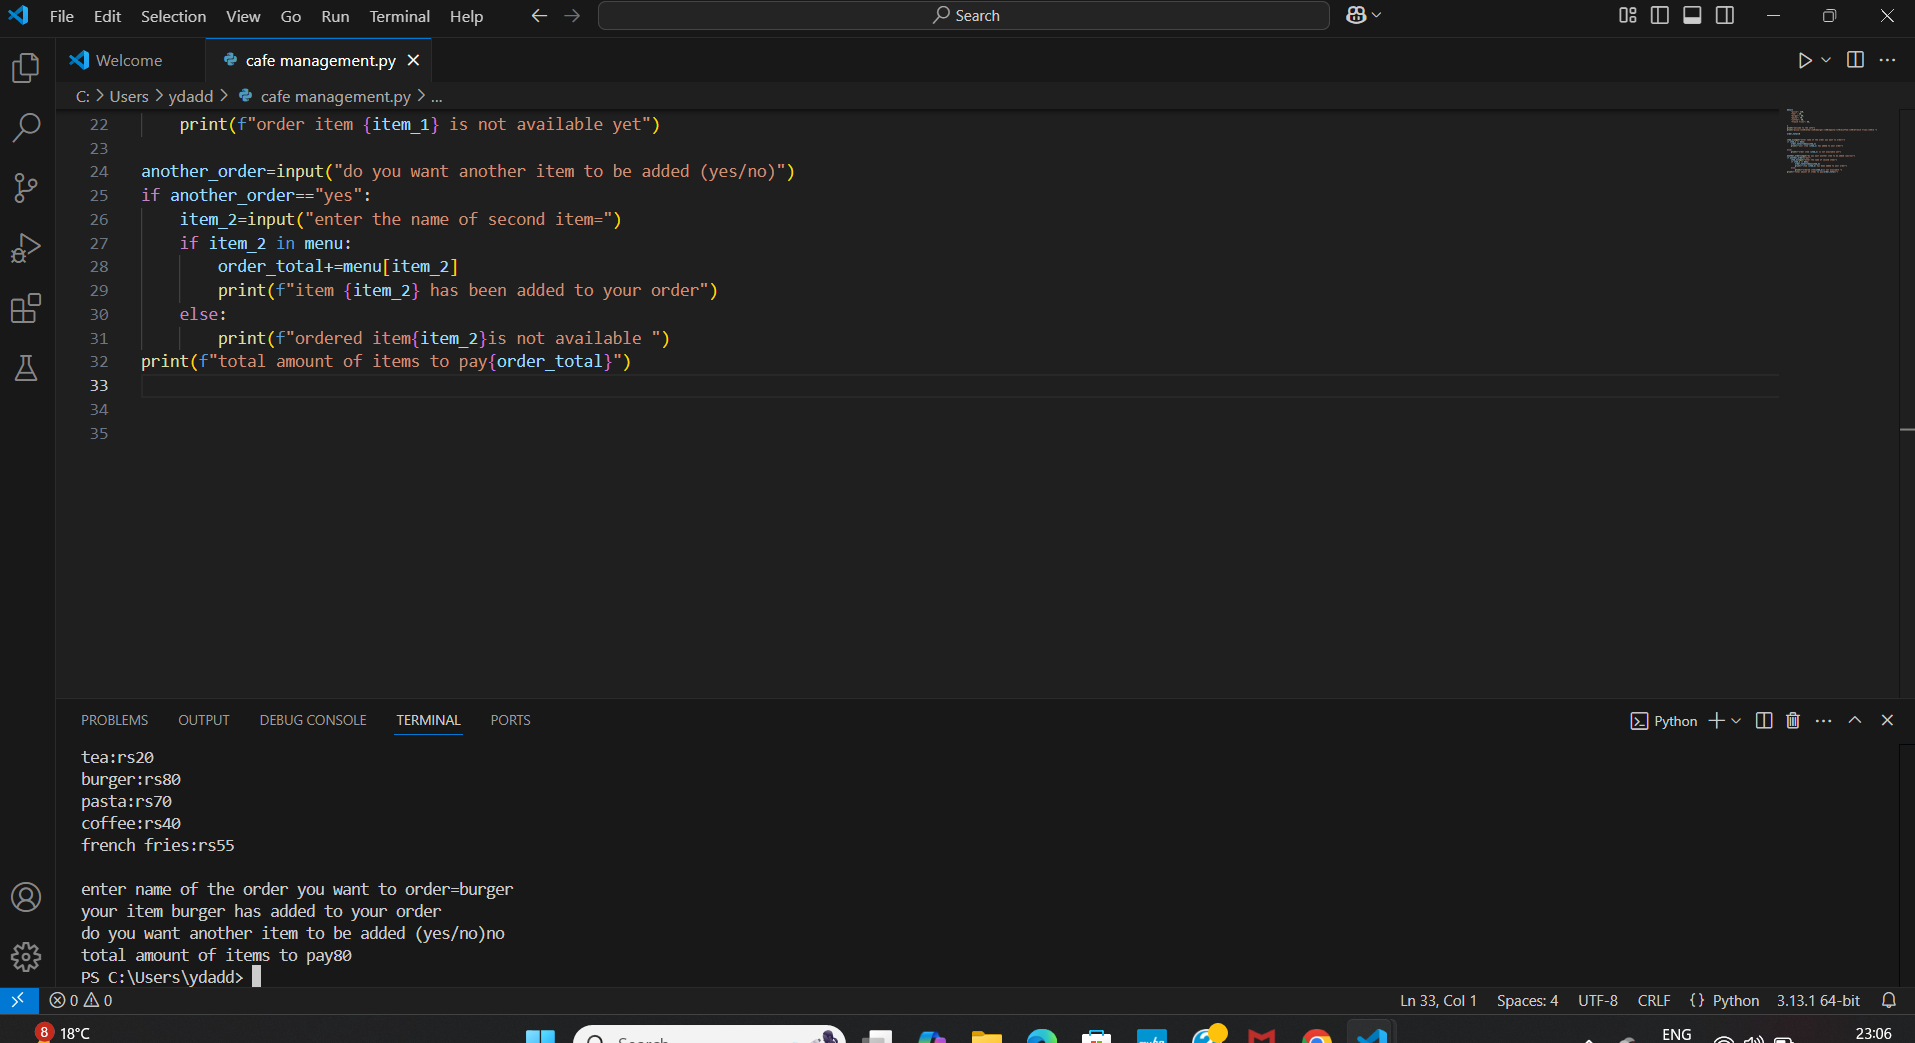 File Edit Selection View Go Run Terminal Help
Search
Welcome
cafe management.py
C: > Users > ydadd > cafe management.py > ...
22 print(f"order item {item_1} is not available yet")
23
24 another_order=input("do you want another item to be added (yes/no)")
25 if another_order=="yes":
26 item_2=input("enter the name of second item=")
27 if item_2 in menu:
28 order_total+=menu[item_2]
29 print(f"item {item_2} has been added to your order")
30 else:
31 print(f"ordered item{item_2}is not available ")
32 print(f"total amount of items to pay{order_total}")
33
34
35
PROBLEMS OUTPUT DEBUG CONSOLE TERMINAL PORTS
Python
tea:rs20
burger:rs80
pasta:rs70
coffee:rs40
french fries:rs55
enter name of the order you want to order=burger
your item burger has added to your order
do you want another item to be added (yes/no)no
total amount of items to pay80
PS C:\Users\ydadd>
0 0
Ln 33, Col 1 Spaces: 4 UTF-8 CRLF {} Python 3.13.1 64-bit
8 18°C
Search
ENG
23:06